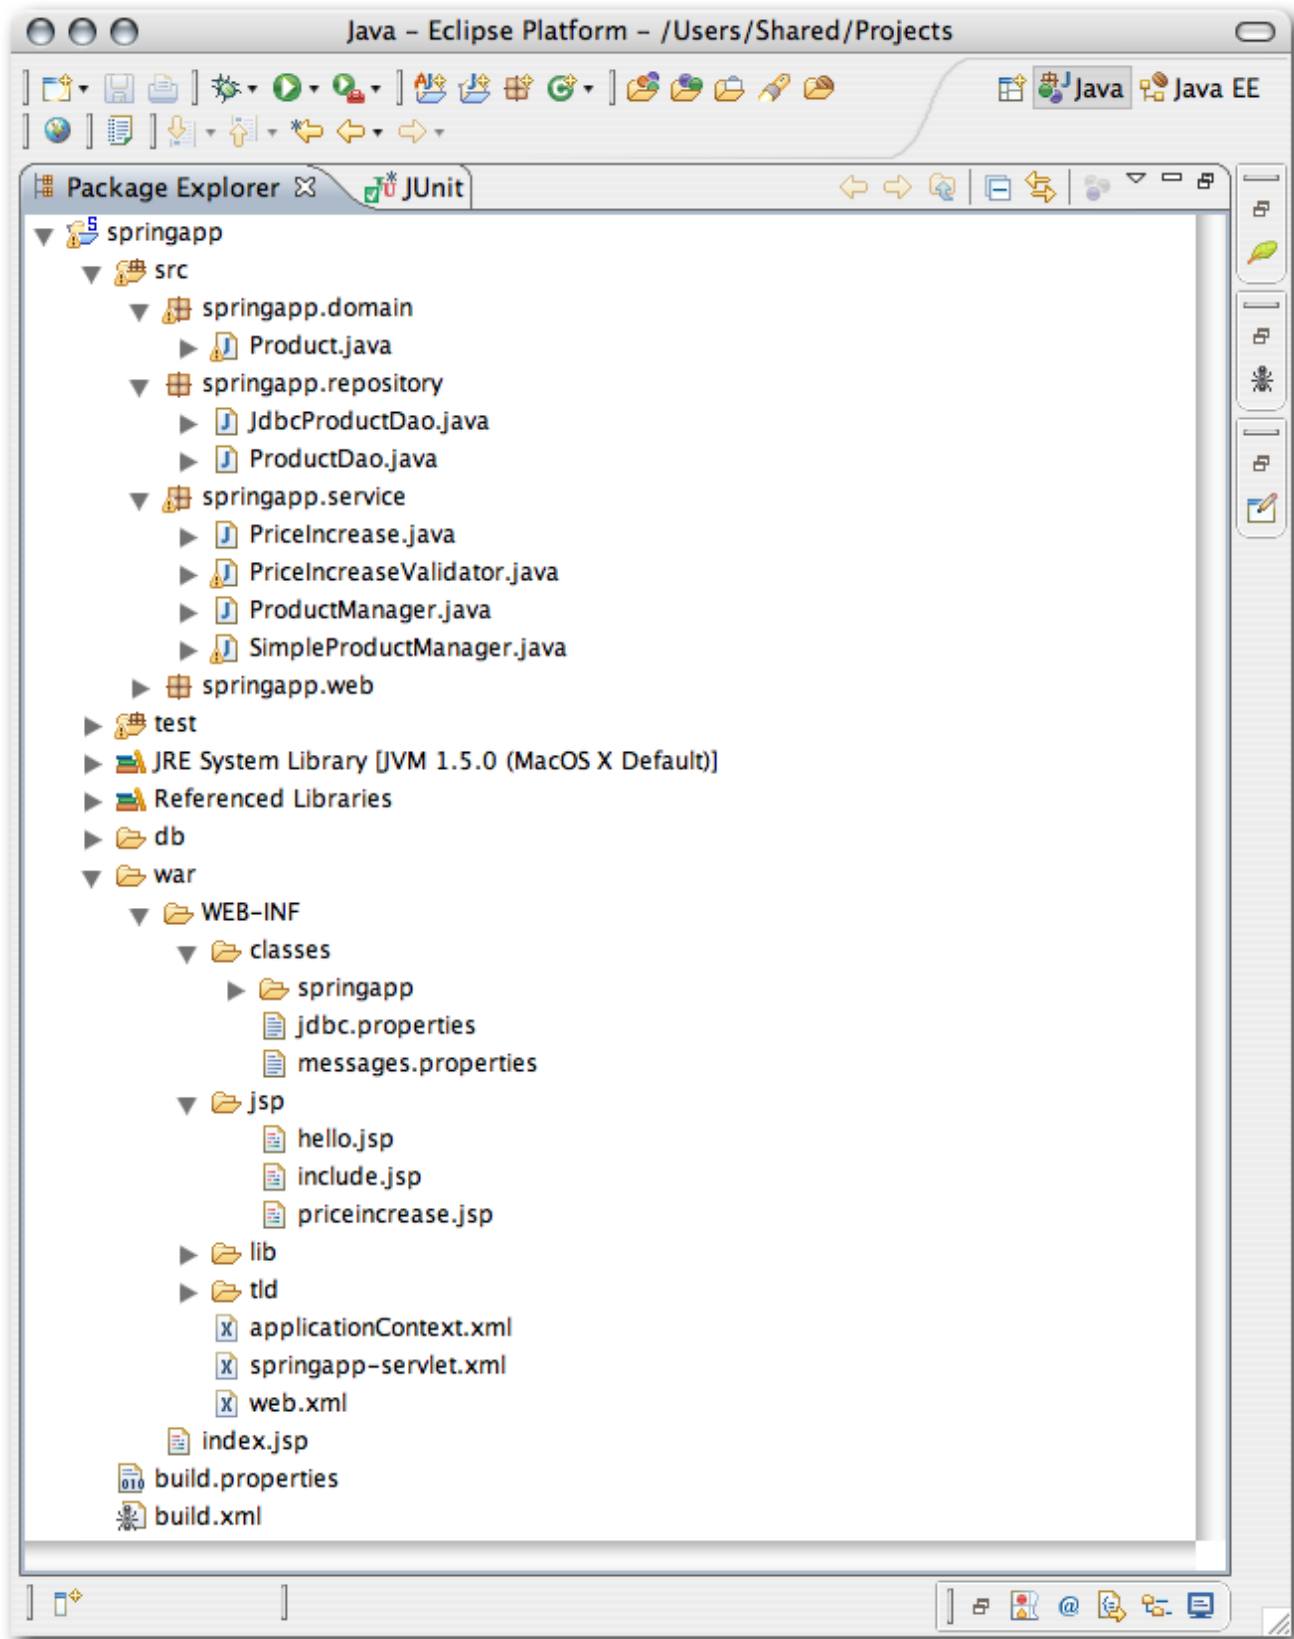 Java – Eclipse Platform – /Users/Shared/Projects
Java Java EE
Package Explorer JUnit
springapp
src
springapp.domain
Product.java
springapp.repository
JdbcProductDao.java
ProductDao.java
springapp.service
PriceIncrease.java
PriceIncreaseValidator.java
ProductManager.java
SimpleProductManager.java
springapp.web
test
JRE System Library [JVM 1.5.0 (MacOS X Default)]
Referenced Libraries
db
war
WEB-INF
classes
springapp
jdbc.properties
messages.properties
jsp
hello.jsp
include.jsp
priceincrease.jsp
lib
tld
applicationContext.xml
springapp-servlet.xml
web.xml
index.jsp
build.properties
build.xml